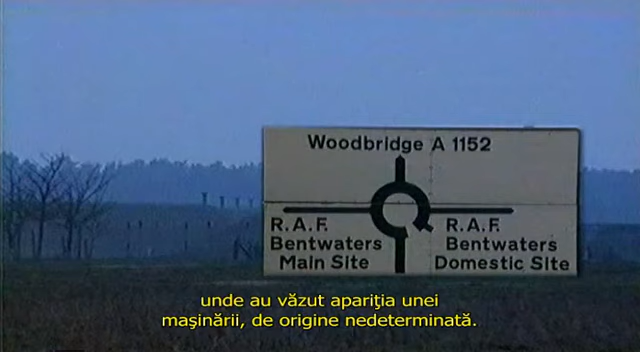 Woodbridge A 1152
R.A.F.
Bentwaters
Main Site
R.A.F.
Bentwaters
Domestic Site
unde au văzut apariţia unei
maşinării, de origine nedeterminată.